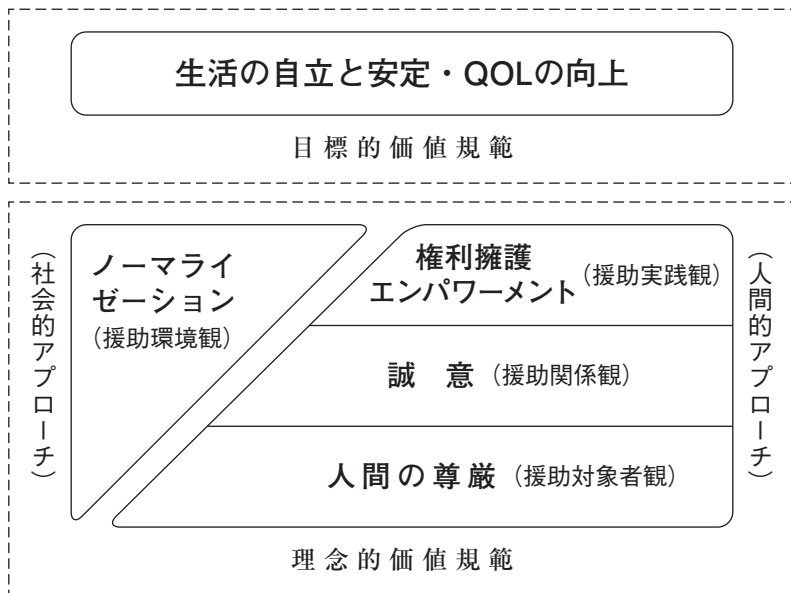 生活の自立と安定・QOLの向上
目標的価値規範
（社会的アプローチ）
ノーマライ
ゼーション
（援助環境観）
権利擁護
エンパワーメント（援助実践観）
誠　意（援助関係観）
人間の尊厳（援助対象者観）
（人間的アプローチ）
理念的価値規範